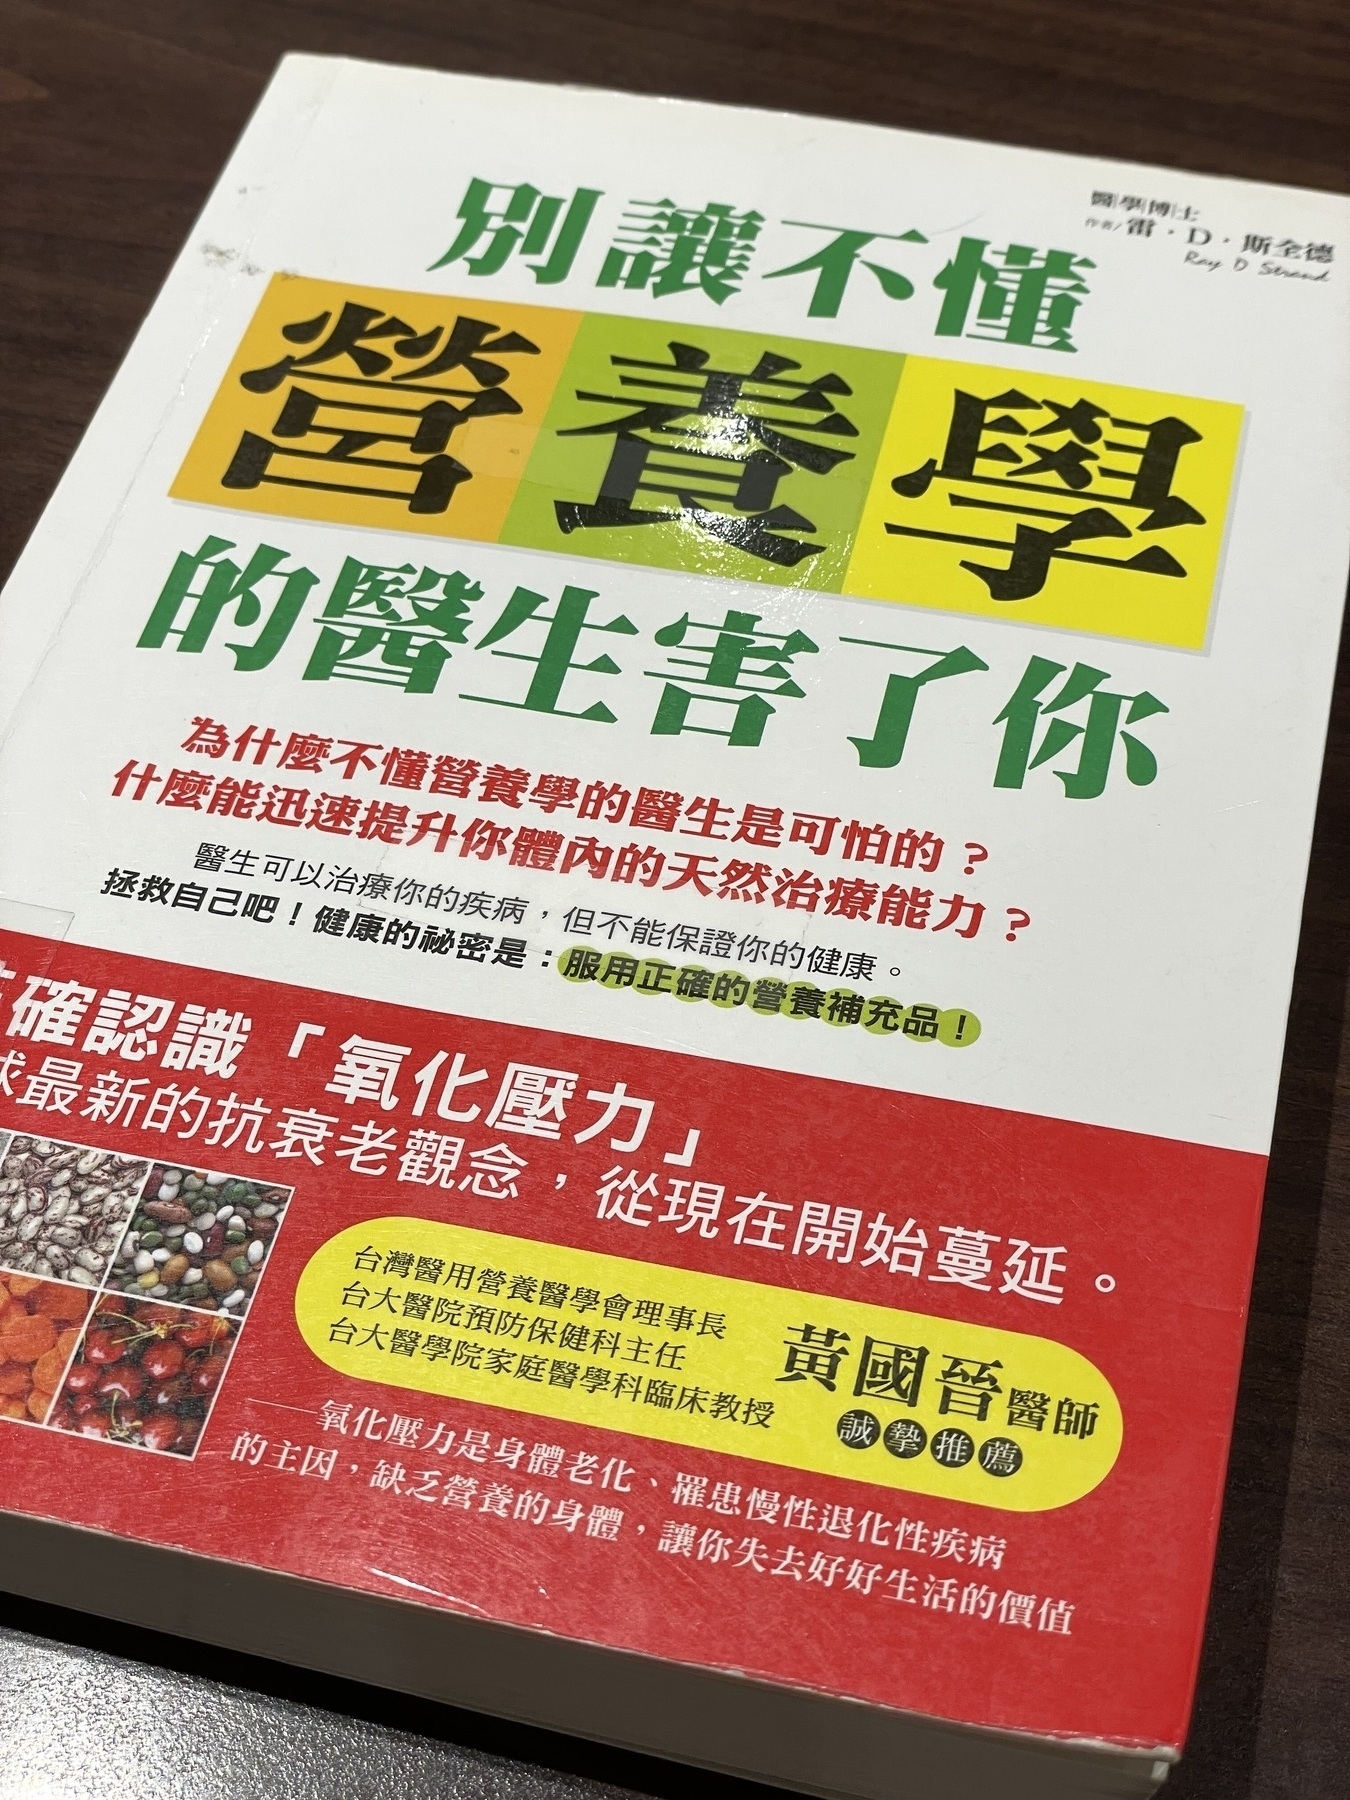 醫學博士
作者/雷·D·斯全德
Ray D Strand
別讓不懂
營養學
的醫生害了你
為什麼不懂營養學的醫生是可怕的？
什麼能迅速提升你體內的天然治療能力？
醫生可以治療你的疾病，但不能保證你的健康。
拯救自己吧！健康的祕密是：服用正確的營養補充品！
確認識「氧化壓力」
球最新的抗衰老觀念，從現在開始蔓延。
台灣醫用營養醫學會理事長
台大醫院預防保健科主任
台大醫學院家庭醫學科臨床教授
黃國晉醫師
誠摯推薦
——氧化壓力是身體老化、罹患慢性退化性疾病
的主因，缺乏營養的身體，讓你失去好好生活的價值